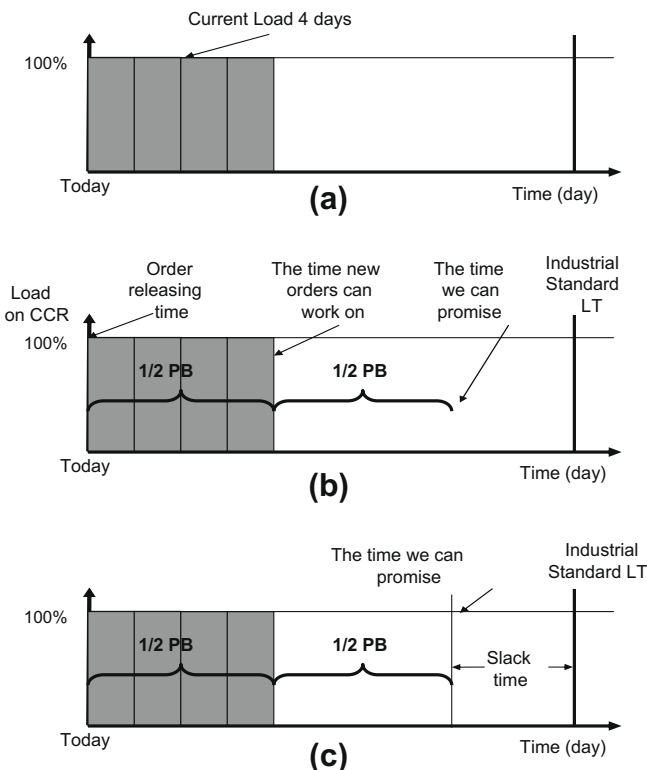 Current Load 4 days
100%
Today
Time (day)
(a)
Load
on CCR
Order
releasing
time
The time new
orders can
work on
The time
we can
promise
Industrial
Standard
LT
100%
1/2 PB
1/2 PB
Today
Time (day)
(b)
The time we can
promise
Industrial
Standard LT
100%
1/2 PB
1/2 PB
Slack
time
Today
Time (day)
(c)